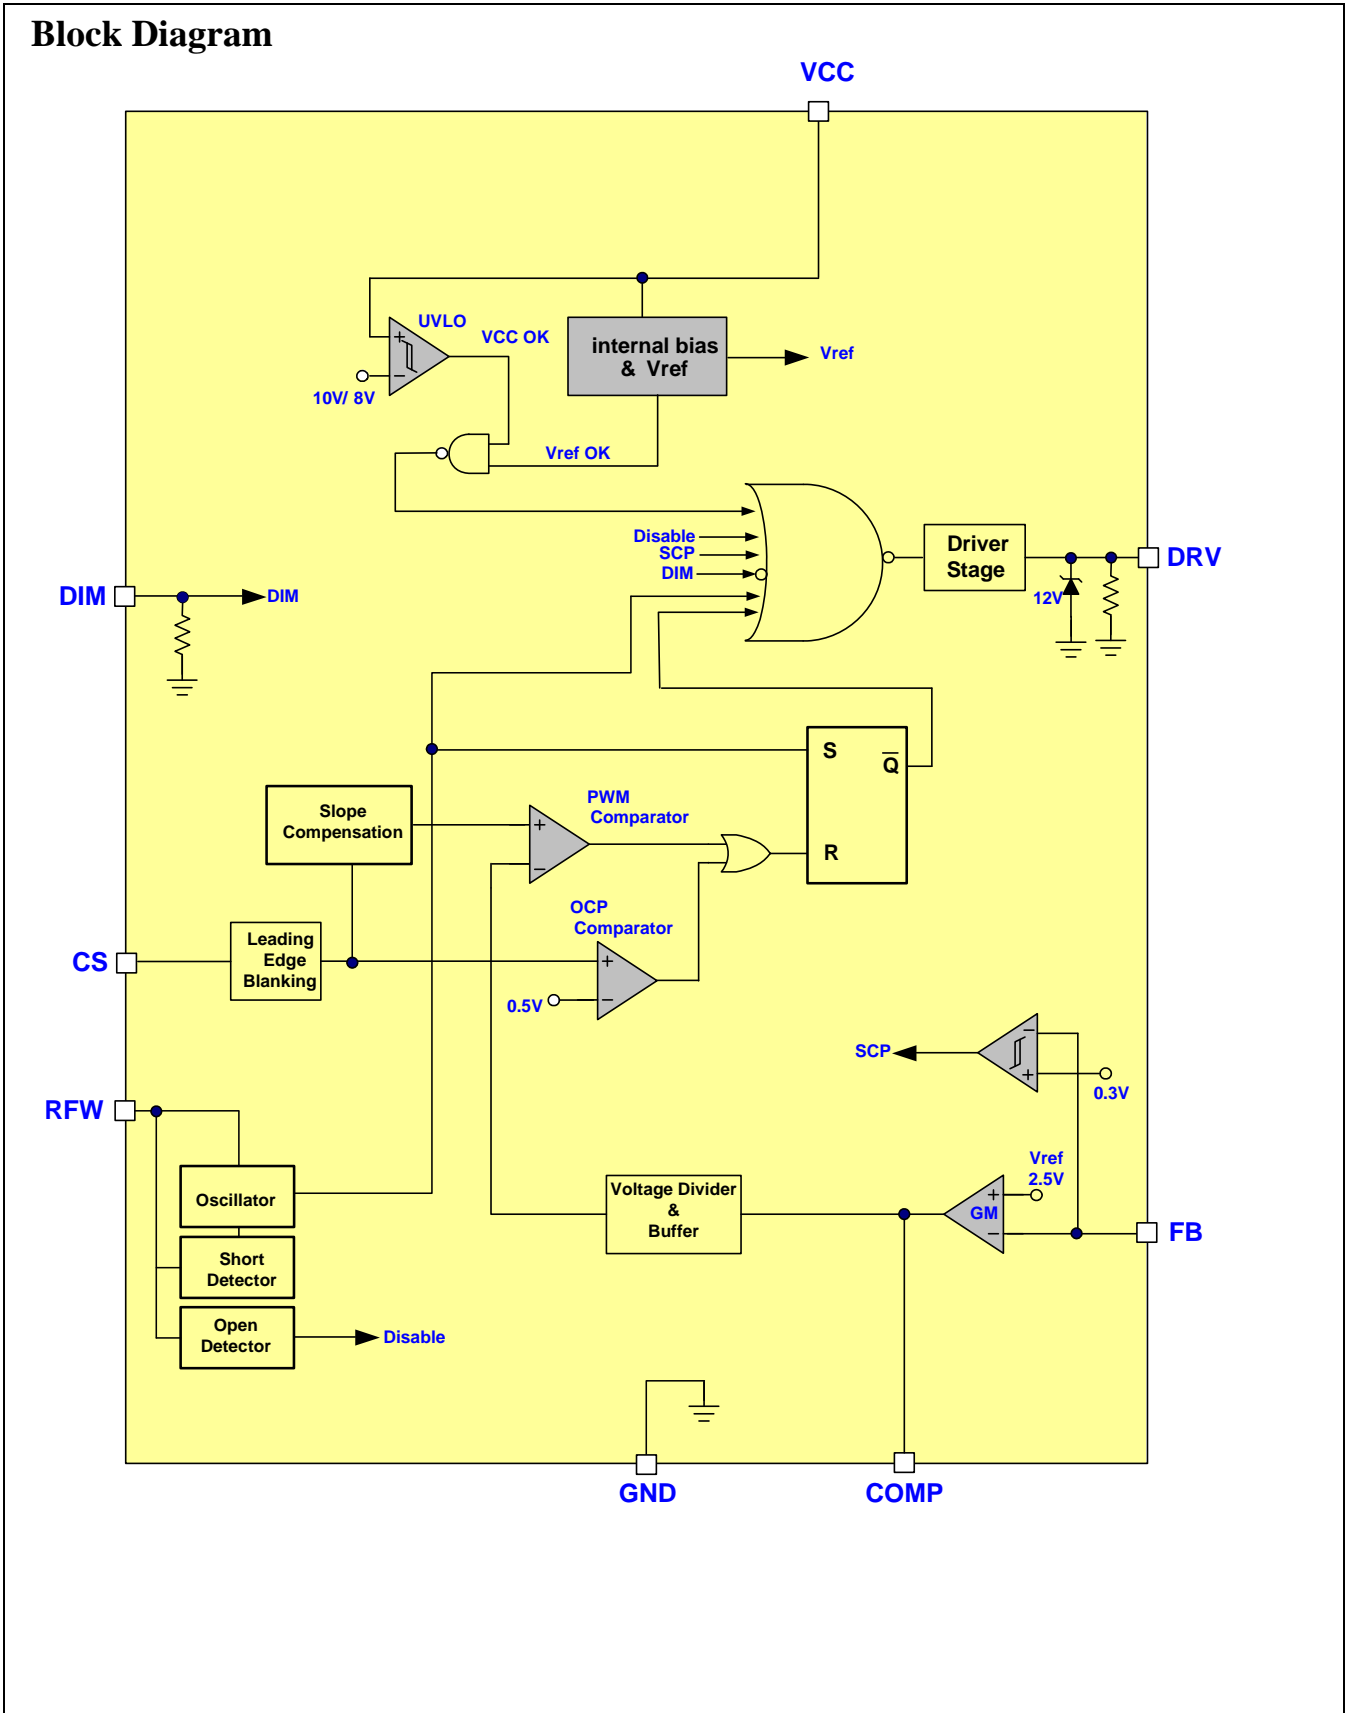 Block Diagram
VCC
UVLO
VCC OK
+
−
10V/ 8V
internal bias
& Vref
Vref
Vref OK
Disable
SCP
DIM
Driver
Stage
DRV
12V
DIM
DIM
S
Q
R
Slope
Compensation
PWM
Comparator
+
−
OCP
Comparator
+
−
0.5V
CS
Leading
Edge
Blanking
SCP
−
+
0.3V
RFW
Oscillator
Short
Detector
Open
Detector
Disable
Voltage Divider
&
Buffer
Vref
2.5V
+
GM
−
FB
GND
COMP